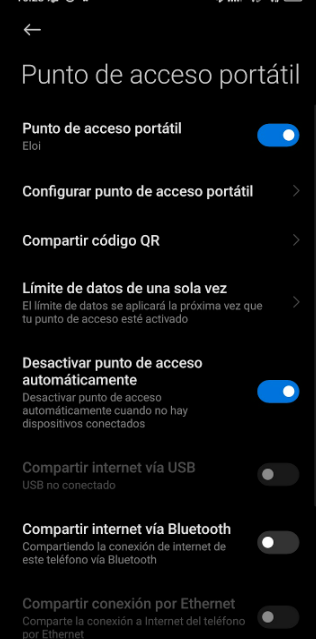 Punto de acceso portátil
Punto de acceso portátil
Eloi
Configurar punto de acceso portátil
Compartir código QR
Límite de datos de una sola vez
El límite de datos se aplicará la próxima vez que
tu punto de acceso esté activado
Desactivar punto de acceso
automáticamente
Desactivar punto de acceso
automáticamente cuando no hay
dispositivos conectados
Compartir internet vía USB
USB no conectado
Compartir internet vía Bluetooth
Compartiendo la conexión de internet de
este teléfono vía Bluetooth
Compartir conexión por Ethernet
Comparte la conexión a Internet del teléfono
por Ethernet